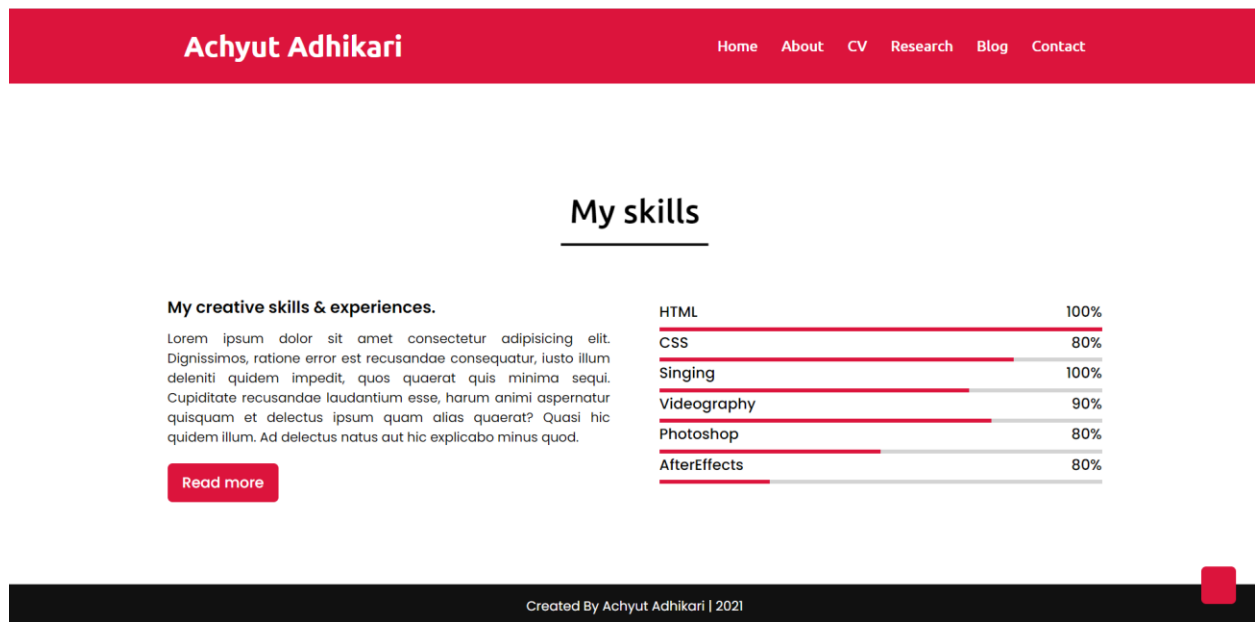 Achyut Adhikari
Home About CV Research Blog Contact
My skills
My creative skills & experiences.
Lorem ipsum dolor sit amet consectetur adipisicing elit.
Dignissimos, ratione error est recusandae consequatur, iusto illum
deleniti quidem impedit, quos quaerat quis minima sequi.
Cupiditate recusandae laudantium esse, harum animi aspernatur
quisquam et delectus ipsum quam alias quaerat? Quasi hic
quidem illum. Ad delectus natus aut hic explicabo minus quod.
Read more
HTML 100%
CSS 80%
Singing 100%
Videography 90%
Photoshop 80%
AfterEffects 80%
Created By Achyut Adhikari | 2021